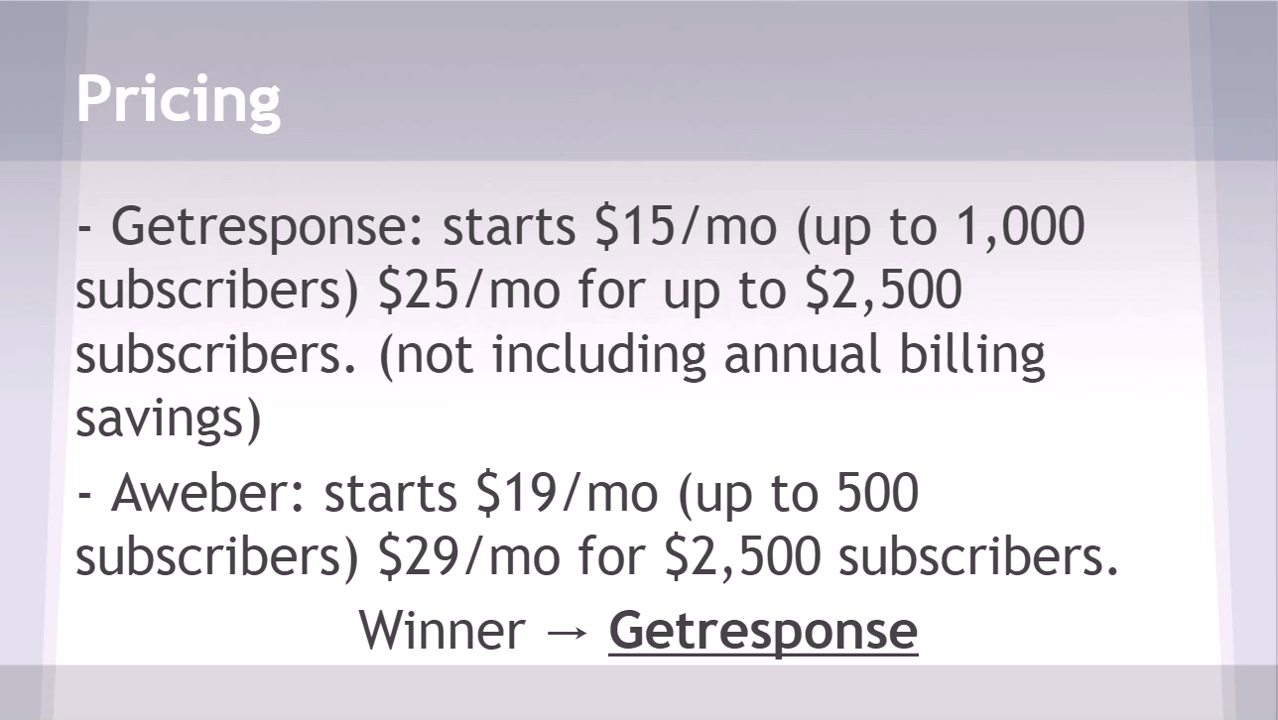 Pricing
- Getresponse: starts $15/mo (up to 1,000
subscribers) $25/mo for up to $2,500
subscribers. (not including annual billing
savings)
- Aweber: starts $19/mo (up to 500
subscribers) $29/mo for $2,500 subscribers.
Winner → Getresponse